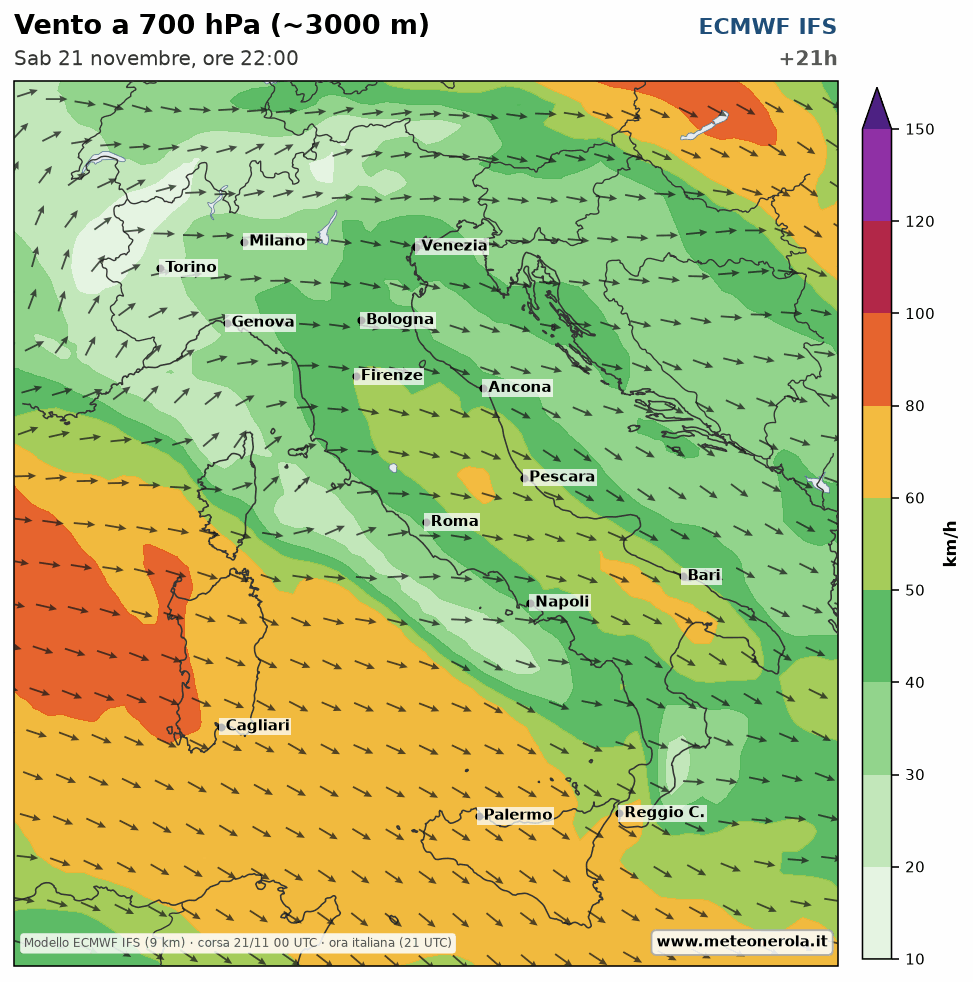 Vento a 700 hPa (~3000 m)
ECMWF IFS
Sab 21 novembre, ore 22:00
+21h
150
120
100
80
60
50
40
30
20
10
km/h
Milano
Venezia
Torino
Genova
Bologna
Firenze
Ancona
Pescara
Roma
Bari
Napoli
Cagliari
Palermo
Reggio C.
Modello ECMWF IFS (9 km) · corsa 21/11 00 UTC · ora italiana (21 UTC)
www.meteonerola.it